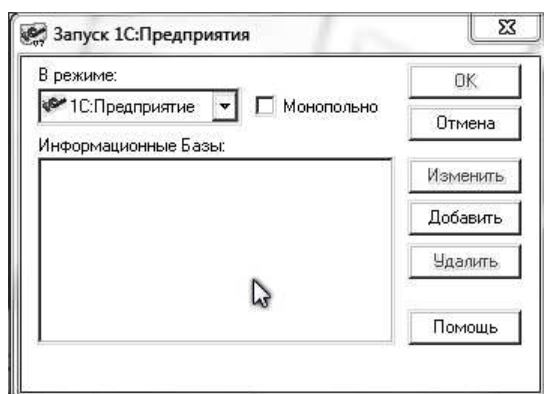 Запуск 1С:Предприятия
В режиме:
1С:Предприятие
Монопольно
Информационные Базы:
OK
Отмена
Изменить
Добавить
Удалить
Помощь